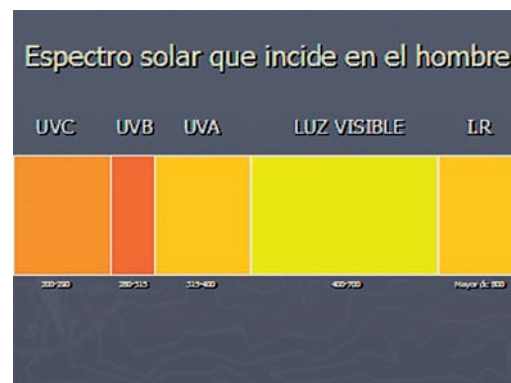 Espectro solar que incide en el hombre
UVC UVB UVA LUZ VISIBLE I.R
200-280 280-315 315-400 400-700 Mayor de 800